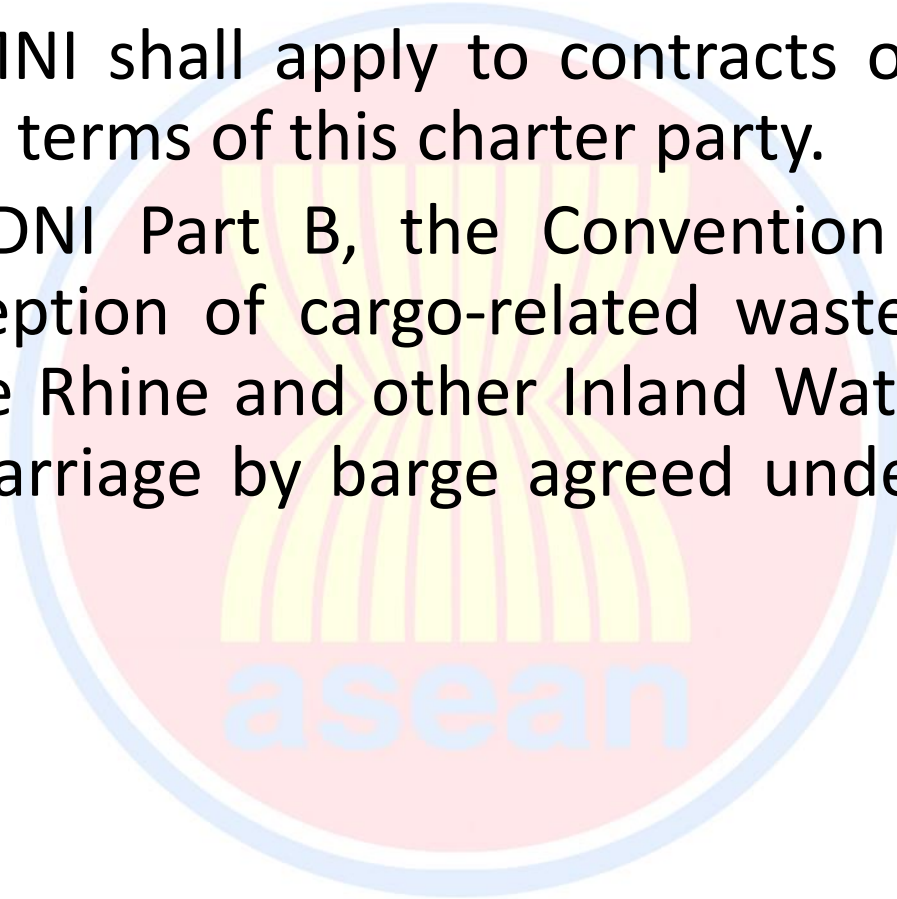 INI shall apply to contracts o
terms of this charter party.
DNI Part B, the Convention
eption of cargo-related waste
e Rhine and other Inland Wat
arriage by barge agreed unde
asean